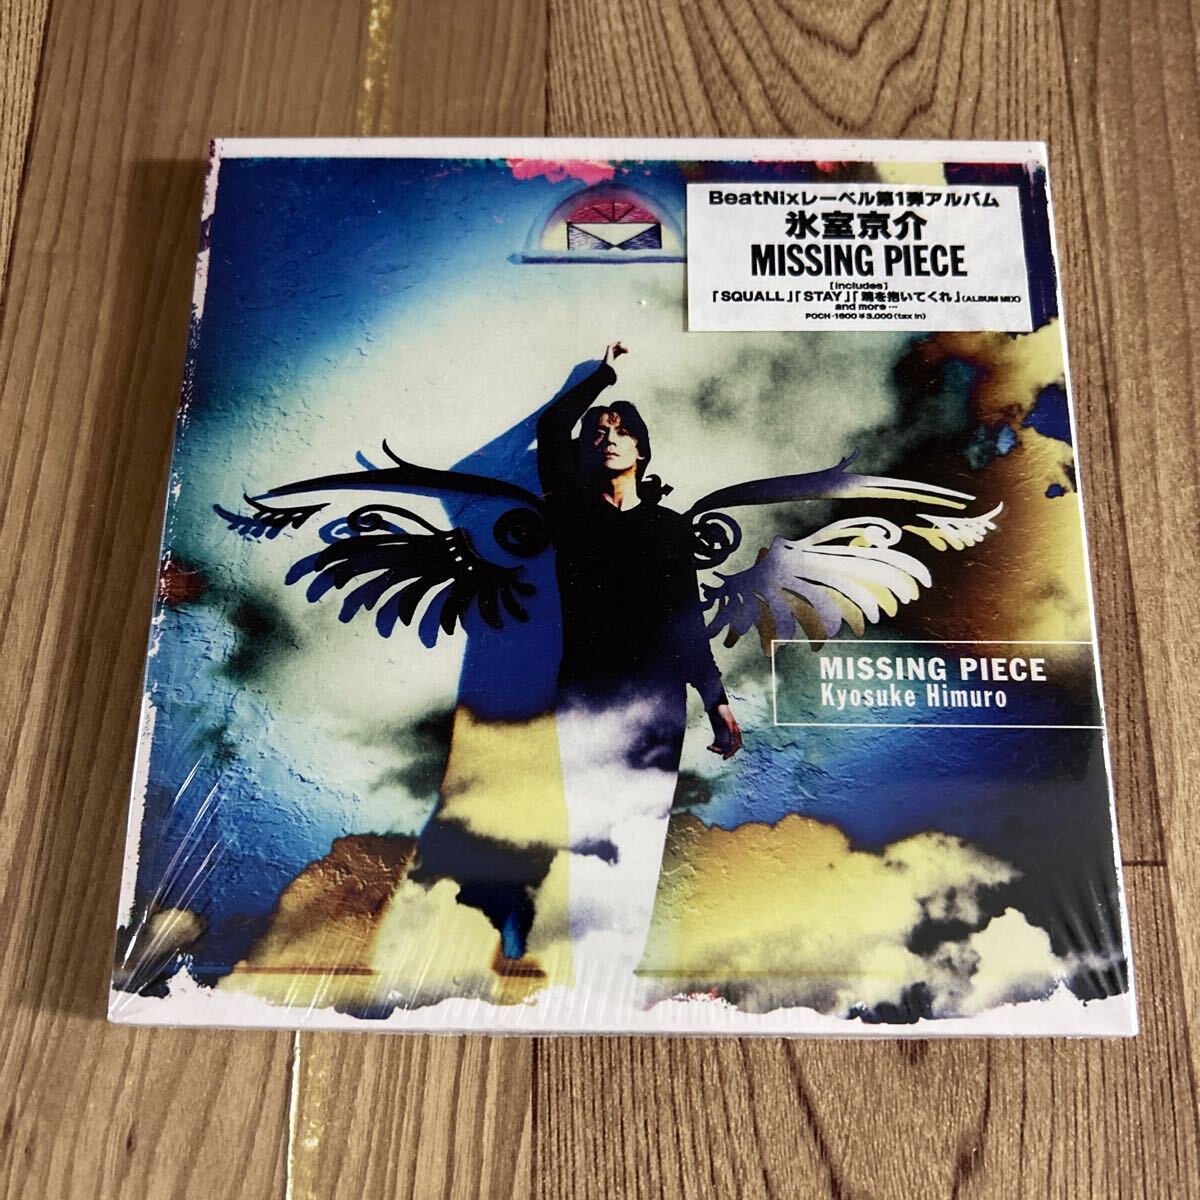 BeatNixレーベル第1弾アルバム
氷室京介
MISSING PIECE
[includes]
「SQUALL」「STAY」「魂を抱いてくれ」(ALBUM MIX)
and more…
POCH-1600 ¥3,000(tax in)
MISSING PIECE
Kyosuke Himuro